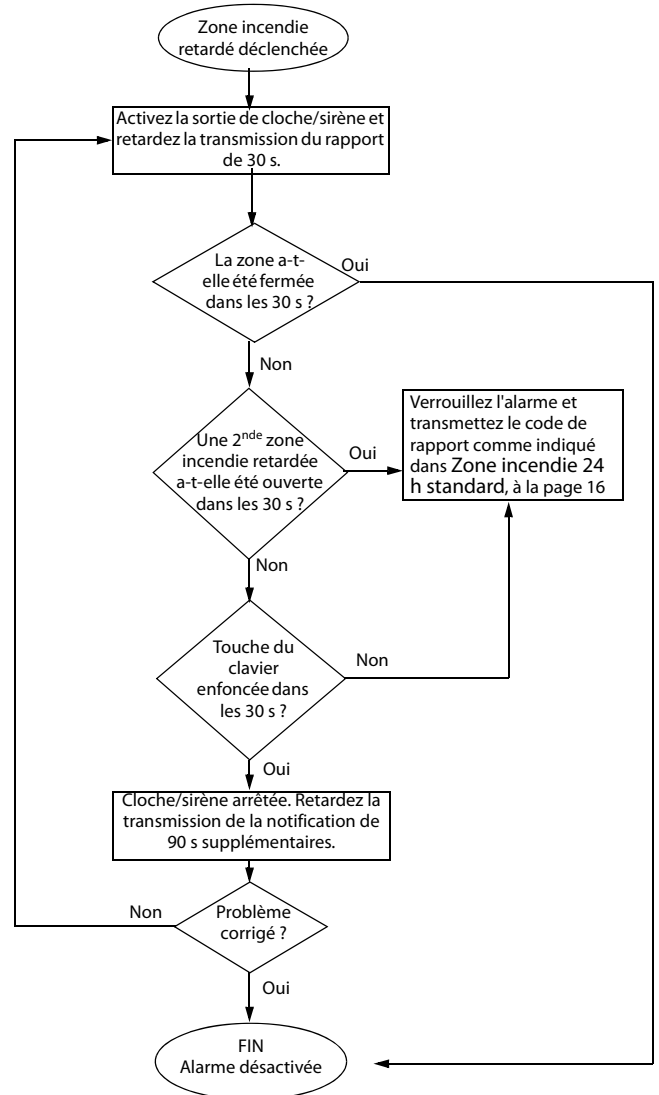 Zone incendie
retardé déclenchée
Activez la sortie de cloche/sirène et
retardez la transmission du rapport
de 30 s.
La zone a-t-
elle été fermée
dans les 30 s ?
Oui
Non
Une 2nde zone
incendie retardée
a-t-elle été ouverte
dans les 30 s ?
Oui
Verrouillez l'alarme et
transmettez le code de
rapport comme indiqué
dans Zone incendie 24
h standard, à la page 16
Non
Touche du
clavier
enfoncée dans
les 30 s ?
Non
Oui
Cloche/sirène arrêtée. Retardez la
transmission de la notification de
90 s supplémentaires.
Non
Problème
corrigé ?
Oui
FIN
Alarme désactivée